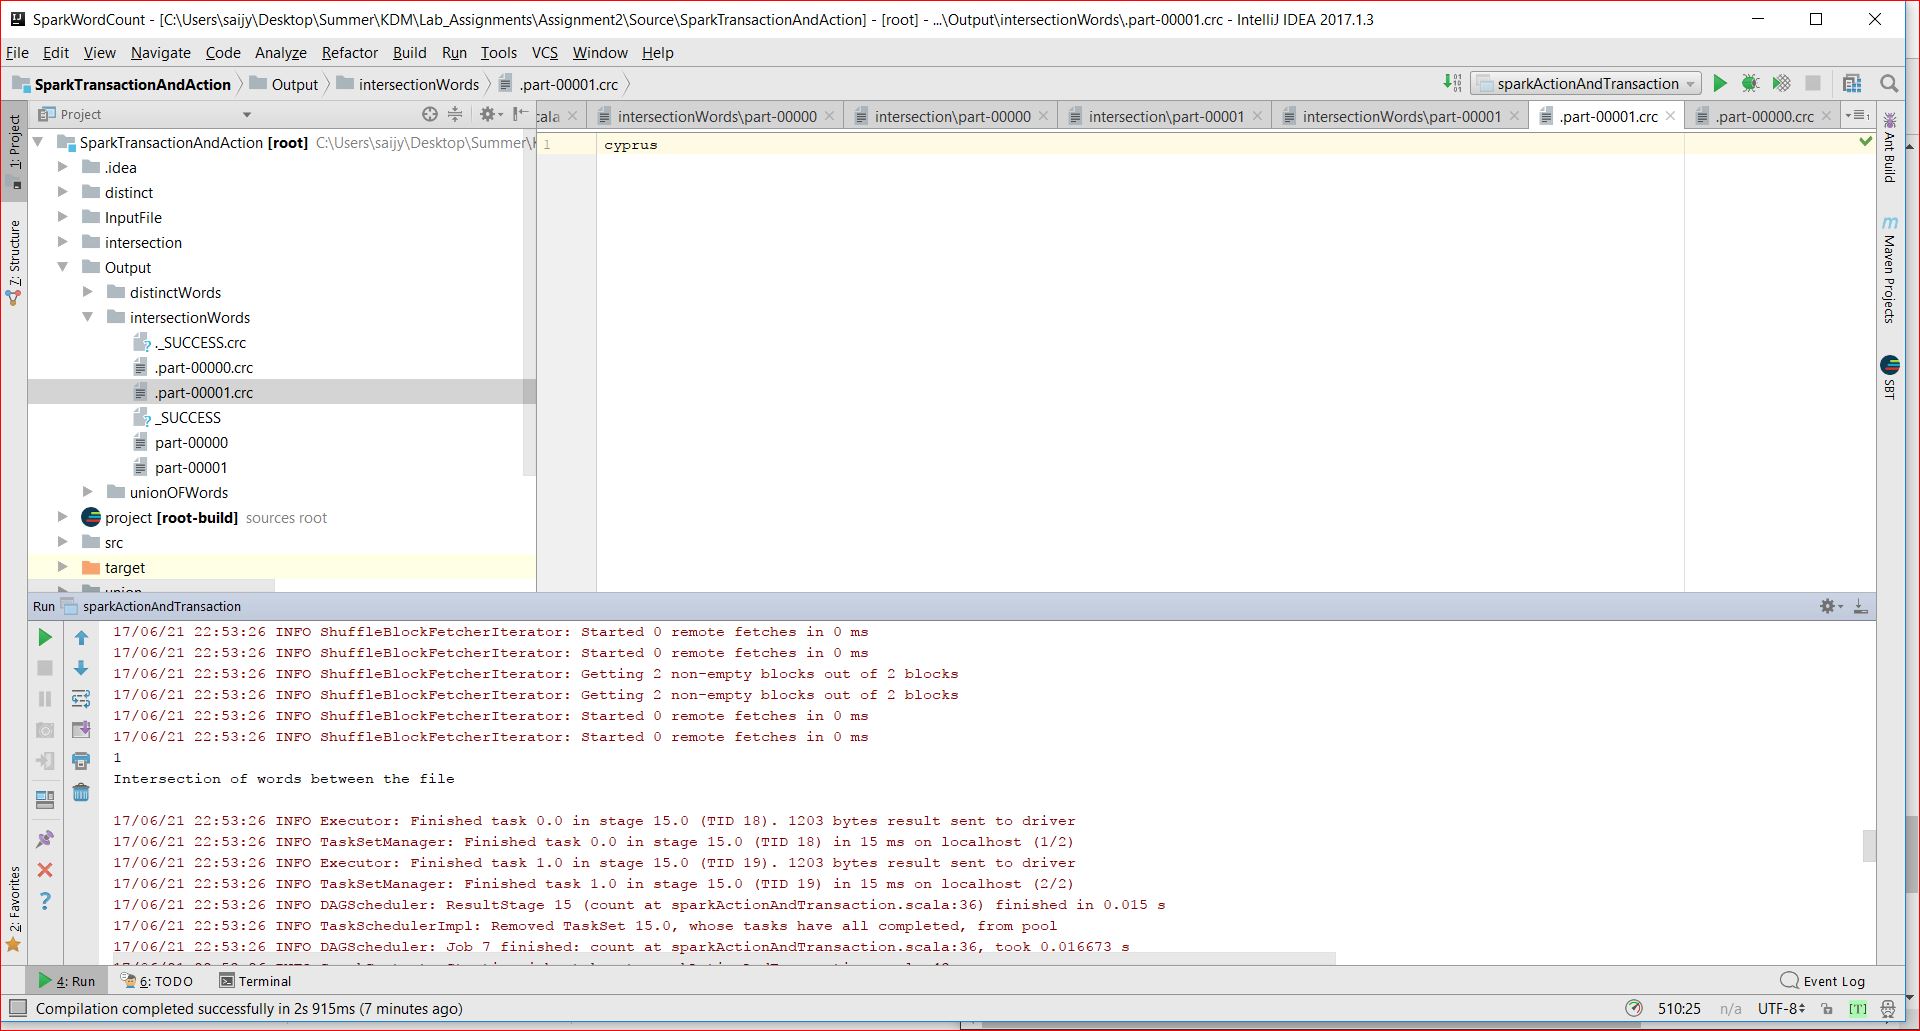 SparkWordCount - [C:\Users\saijy\Desktop\Summer\KDM\Lab_Assignments\Assignment2\Source\SparkTransactionAndAction] - [root] - ...\Output\intersectionWords\.part-00001.crc - IntelliJ IDEA 2017.1.3
File Edit View Navigate Code Analyze Refactor Build Run Tools VCS Window Help
SparkTransactionAndAction Output intersectionWords .part-00001.crc sparkActionAndTransaction
Project cala intersectionWords\part-00000 intersection\part-00000 intersection\part-00001 intersectionWords\part-00001 .part-00001.crc .part-00000.crc
1: Project
7: Structure
2: Favorites
SparkTransactionAndAction [root] C:\Users\saijy\Desktop\Summer\
.idea
distinct
InputFile
intersection
Output
distinctWords
intersectionWords
._SUCCESS.crc
.part-00000.crc
.part-00001.crc
_SUCCESS
part-00000
part-00001
unionOFWords
project [root-build] sources root
src
target
union
1 cyprus
Ant Build
Maven Projects
SBT
Run sparkActionAndTransaction
17/06/21 22:53:26 INFO ShuffleBlockFetcherIterator: Started 0 remote fetches in 0 ms
17/06/21 22:53:26 INFO ShuffleBlockFetcherIterator: Started 0 remote fetches in 0 ms
17/06/21 22:53:26 INFO ShuffleBlockFetcherIterator: Getting 2 non-empty blocks out of 2 blocks
17/06/21 22:53:26 INFO ShuffleBlockFetcherIterator: Getting 2 non-empty blocks out of 2 blocks
17/06/21 22:53:26 INFO ShuffleBlockFetcherIterator: Started 0 remote fetches in 0 ms
17/06/21 22:53:26 INFO ShuffleBlockFetcherIterator: Started 0 remote fetches in 0 ms
1
Intersection of words between the file
17/06/21 22:53:26 INFO Executor: Finished task 0.0 in stage 15.0 (TID 18). 1203 bytes result sent to driver
17/06/21 22:53:26 INFO TaskSetManager: Finished task 0.0 in stage 15.0 (TID 18) in 15 ms on localhost (1/2)
17/06/21 22:53:26 INFO Executor: Finished task 1.0 in stage 15.0 (TID 19). 1203 bytes result sent to driver
17/06/21 22:53:26 INFO TaskSetManager: Finished task 1.0 in stage 15.0 (TID 19) in 15 ms on localhost (2/2)
17/06/21 22:53:26 INFO DAGScheduler: ResultStage 15 (count at sparkActionAndTransaction.scala:36) finished in 0.015 s
17/06/21 22:53:26 INFO TaskSchedulerImpl: Removed TaskSet 15.0, whose tasks have all completed, from pool
17/06/21 22:53:26 INFO DAGScheduler: Job 7 finished: count at sparkActionAndTransaction.scala:36, took 0.016673 s
4: Run 6: TODO Terminal Event Log
Compilation completed successfully in 2s 915ms (7 minutes ago) 510:25 n/a UTF-8 [T]